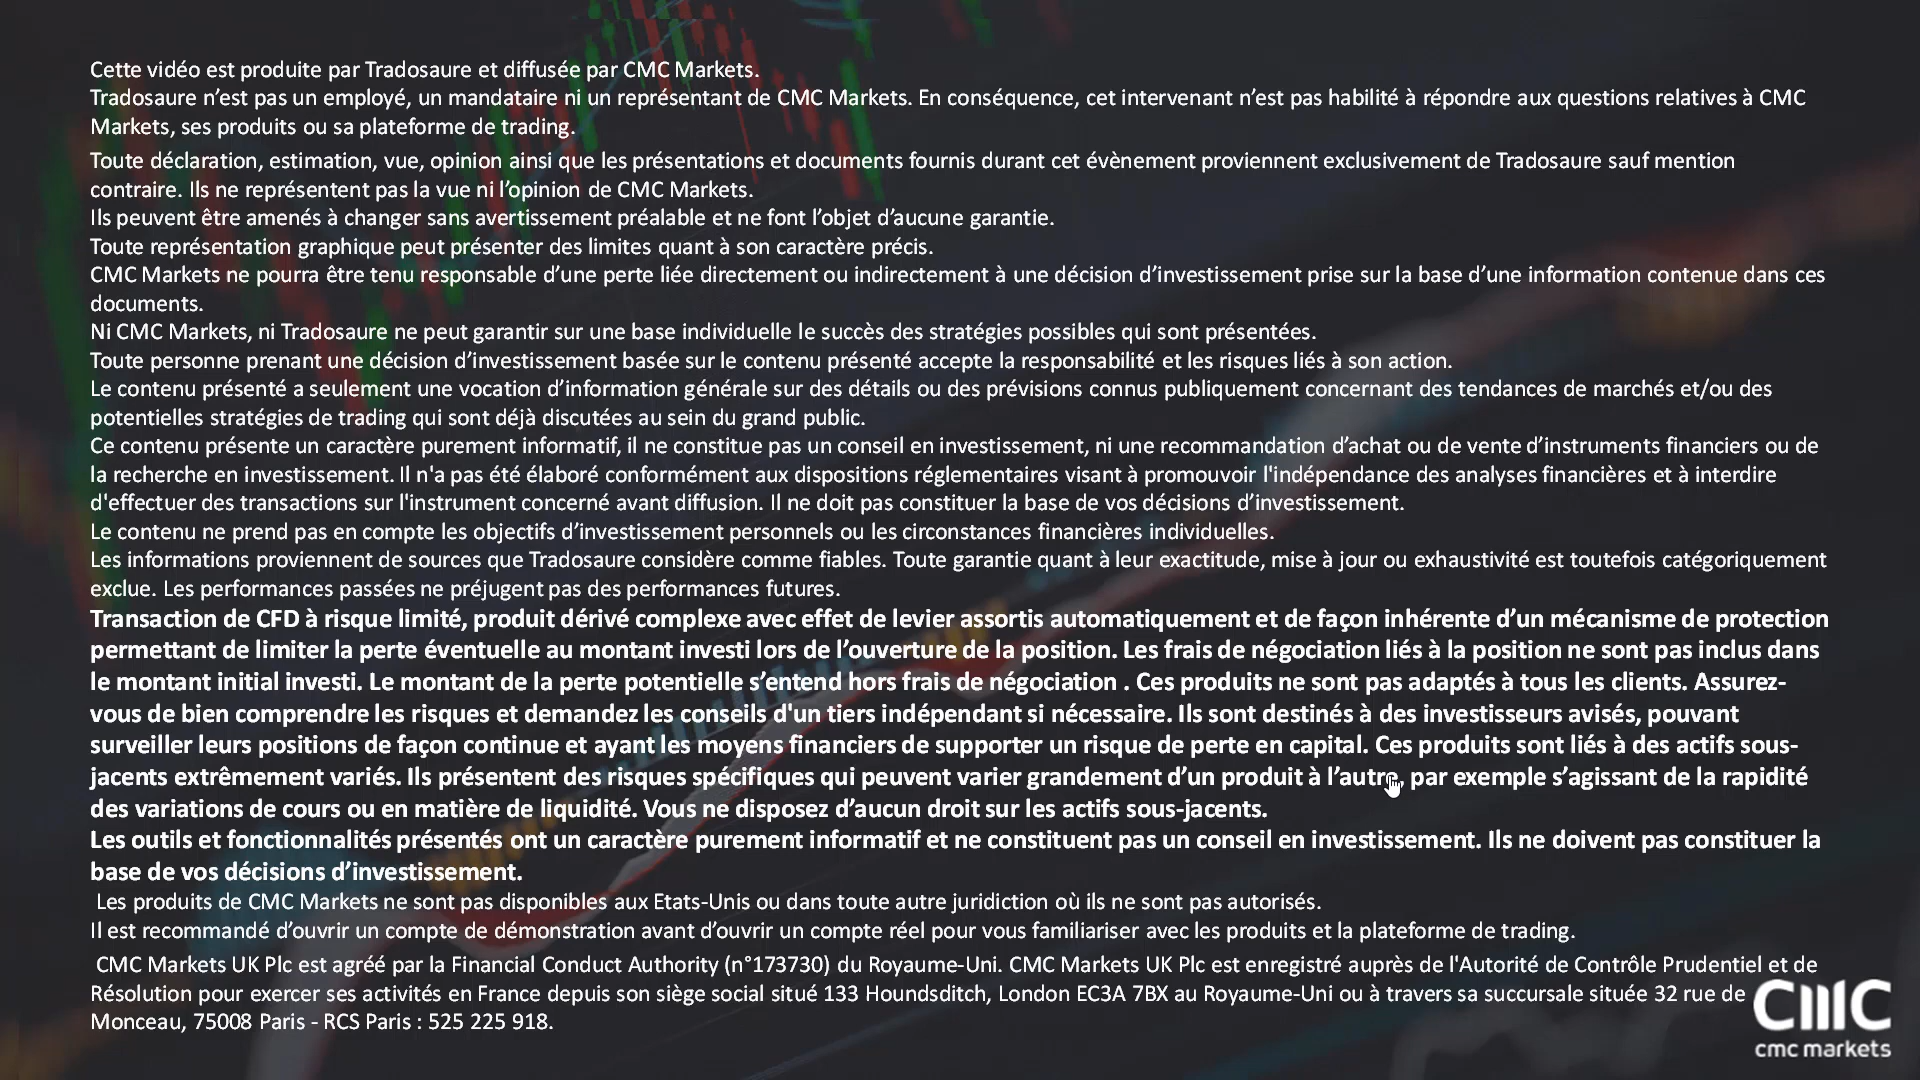 Cette vidéo est produite par Tradosaure et diffusée par CMC Markets.
Tradosaure n’est pas un employé, un mandataire ni un représentant de CMC Markets. En conséquence, cet intervenant n’est pas habilité à répondre aux questions relatives à CMC
Markets, ses produits ou sa plateforme de trading.
Toute déclaration, estimation, vue, opinion ainsi que les présentations et documents fournis durant cet évènement proviennent exclusivement de Tradosaure sauf mention
contraire. Ils ne représentent pas la vue ni l’opinion de CMC Markets.
Ils peuvent être amenés à changer sans avertissement préalable et ne font l’objet d’aucune garantie.
Toute représentation graphique peut présenter des limites quant à son caractère précis.
CMC Markets ne pourra être tenu responsable d’une perte liée directement ou indirectement à une décision d’investissement prise sur la base d’une information contenue dans ces
documents.
Ni CMC Markets, ni Tradosaure ne peut garantir sur une base individuelle le succès des stratégies possibles qui sont présentées.
Toute personne prenant une décision d’investissement basée sur le contenu présenté accepte la responsabilité et les risques liés à son action.
Le contenu présenté a seulement une vocation d’information générale sur des détails ou des prévisions connus publiquement concernant des tendances de marchés et/ou des
potentielles stratégies de trading qui sont déjà discutées au sein du grand public.
Ce contenu présente un caractère purement informatif, il ne constitue pas un conseil en investissement, ni une recommandation d’achat ou de vente d’instruments financiers ou de
la recherche en investissement. Il n'a pas été élaboré conformément aux dispositions réglementaires visant à promouvoir l'indépendance des analyses financières et à interdire
d'effectuer des transactions sur l'instrument concerné avant diffusion. Il ne doit pas constituer la base de vos décisions d’investissement.
Le contenu ne prend pas en compte les objectifs d’investissement personnels ou les circonstances financières individuelles.
Les informations proviennent de sources que Tradosaure considère comme fiables. Toute garantie quant à leur exactitude, mise à jour ou exhaustivité est toutefois catégoriquement
exclue. Les performances passées ne préjugent pas des performances futures.
Transaction de CFD à risque limité, produit dérivé complexe avec effet de levier assortis automatiquement et de façon inhérente d’un mécanisme de protection
permettant de limiter la perte éventuelle au montant investi lors de l’ouverture de la position. Les frais de négociation liés à la position ne sont pas inclus dans
le montant initial investi. Le montant de la perte potentielle s’entend hors frais de négociation . Ces produits ne sont pas adaptés à tous les clients. Assurez-
vous de bien comprendre les risques et demandez les conseils d'un tiers indépendant si nécessaire. Ils sont destinés à des investisseurs avisés, pouvant
surveiller leurs positions de façon continue et ayant les moyens financiers de supporter un risque de perte en capital. Ces produits sont liés à des actifs sous-
jacents extrêmement variés. Ils présentent des risques spécifiques qui peuvent varier grandement d’un produit à l’autre, par exemple s’agissant de la rapidité
des variations de cours ou en matière de liquidité. Vous ne disposez d’aucun droit sur les actifs sous-jacents.
Les outils et fonctionnalités présentés ont un caractère purement informatif et ne constituent pas un conseil en investissement. Ils ne doivent pas constituer la
base de vos décisions d’investissement.
Les produits de CMC Markets ne sont pas disponibles aux Etats-Unis ou dans toute autre juridiction où ils ne sont pas autorisés.
Il est recommandé d’ouvrir un compte de démonstration avant d’ouvrir un compte réel pour vous familiariser avec les produits et la plateforme de trading.
CMC Markets UK Plc est agréé par la Financial Conduct Authority (n°173730) du Royaume-Uni. CMC Markets UK Plc est enregistré auprès de l'Autorité de Contrôle Prudentiel et de
Résolution pour exercer ses activités en France depuis son siège social situé 133 Houndsditch, London EC3A 7BX au Royaume-Uni ou à travers sa succursale située 32 rue de
Monceau, 75008 Paris - RCS Paris : 525 225 918.
CMC
cmc markets